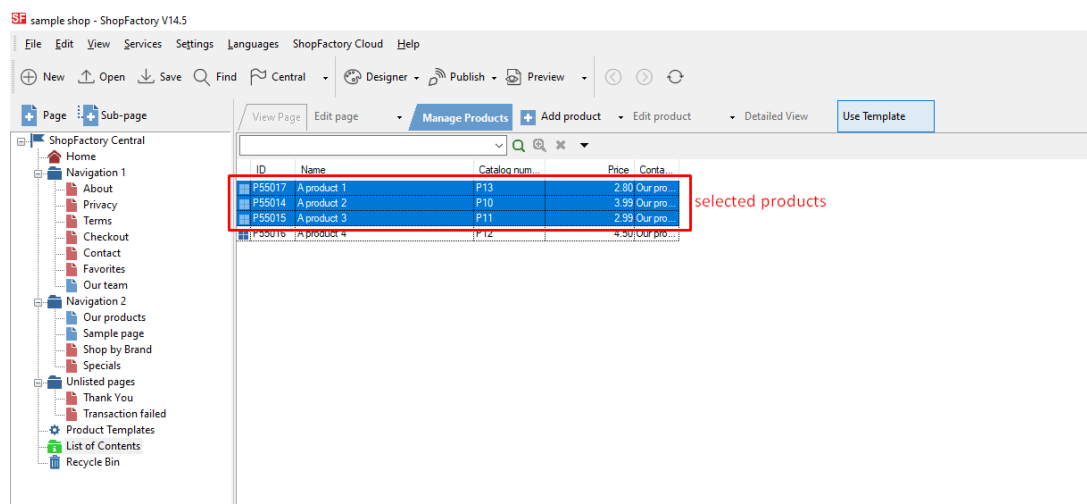 SF sample shop - ShopFactory V14.5
File Edit View Services Settings Languages ShopFactory Cloud Help
New Open Save Find Central Designer Publish Preview
Page Sub-page View Page Edit page Manage Products Add product Edit product Detailed View Use Template
ShopFactory Central
Home
Navigation 1
About
Privacy
Terms
Checkout
Contact
Favorites
Our team
Navigation 2
Our products
Sample page
Shop by Brand
Specials
Unlisted pages
Thank You
Transaction failed
Product Templates
List of Contents
Recycle Bin
ID Name Catalog num... Price Conta...
P55017 A product 1 P13 2.80 Our pro...
P55014 A product 2 P10 3.99 Our pro...
P55015 A product 3 P11 2.99 Our pro...
P55016 A product 4 P12 4.50 Our pro...
selected products